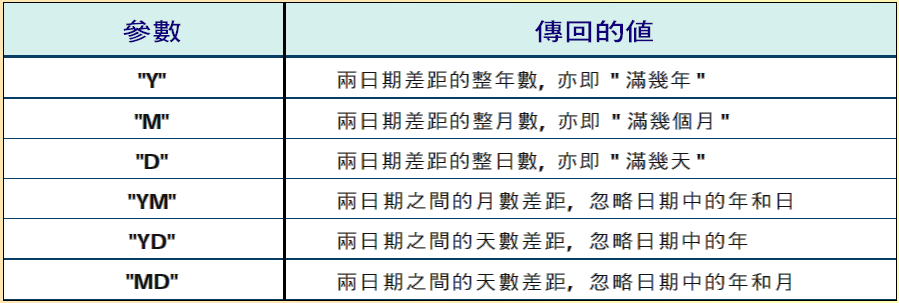 參數 傳回的值
"Y" 兩日期差距的整年數, 亦即 "滿幾年"
"M" 兩日期差距的整月數, 亦即 "滿幾個月"
"D" 兩日期差距的整日數, 亦即 "滿幾天"
"YM" 兩日期之間的月數差距, 忽略日期中的年和日
"YD" 兩日期之間的天數差距, 忽略日期中的年
"MD" 兩日期之間的天數差距, 忽略日期中的年和月